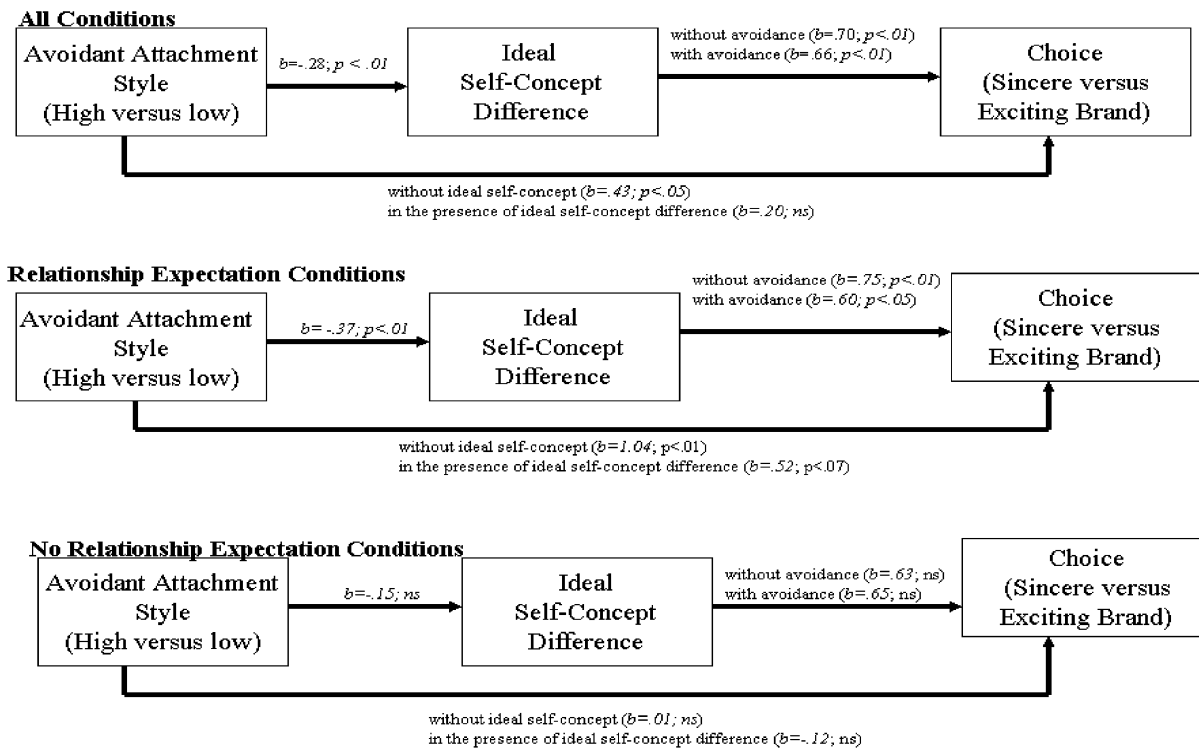 All Conditions
Avoidant Attachment
Style
(High versus low)
b=-.28; p < .01
Ideal
Self-Concept
Difference
without avoidance (b=.70; p<.01)
with avoidance (b=.66; p<.01)
Choice
(Sincere versus
Exciting Brand)
without ideal self-concept (b=.43; p<.05)
in the presence of ideal self-concept difference (b=.20; ns)
Relationship Expectation Conditions
Avoidant Attachment
Style
(High versus low)
b= -.37; p<.01
Ideal
Self-Concept
Difference
without avoidance (b=.75; p<.01)
with avoidance (b=.60; p<.05)
Choice
(Sincere versus
Exciting Brand)
without ideal self-concept (b=1.04; p<.01)
in the presence of ideal self-concept difference (b=.52; p<.07)
No Relationship Expectation Conditions
Avoidant Attachment
Style
(High versus low)
b=-.15; ns
Ideal
Self-Concept
Difference
without avoidance (b=.63; ns)
with avoidance (b=.65; ns)
Choice
(Sincere versus
Exciting Brand)
without ideal self-concept (b=.01; ns)
in the presence of ideal self-concept difference (b=-.12; ns)